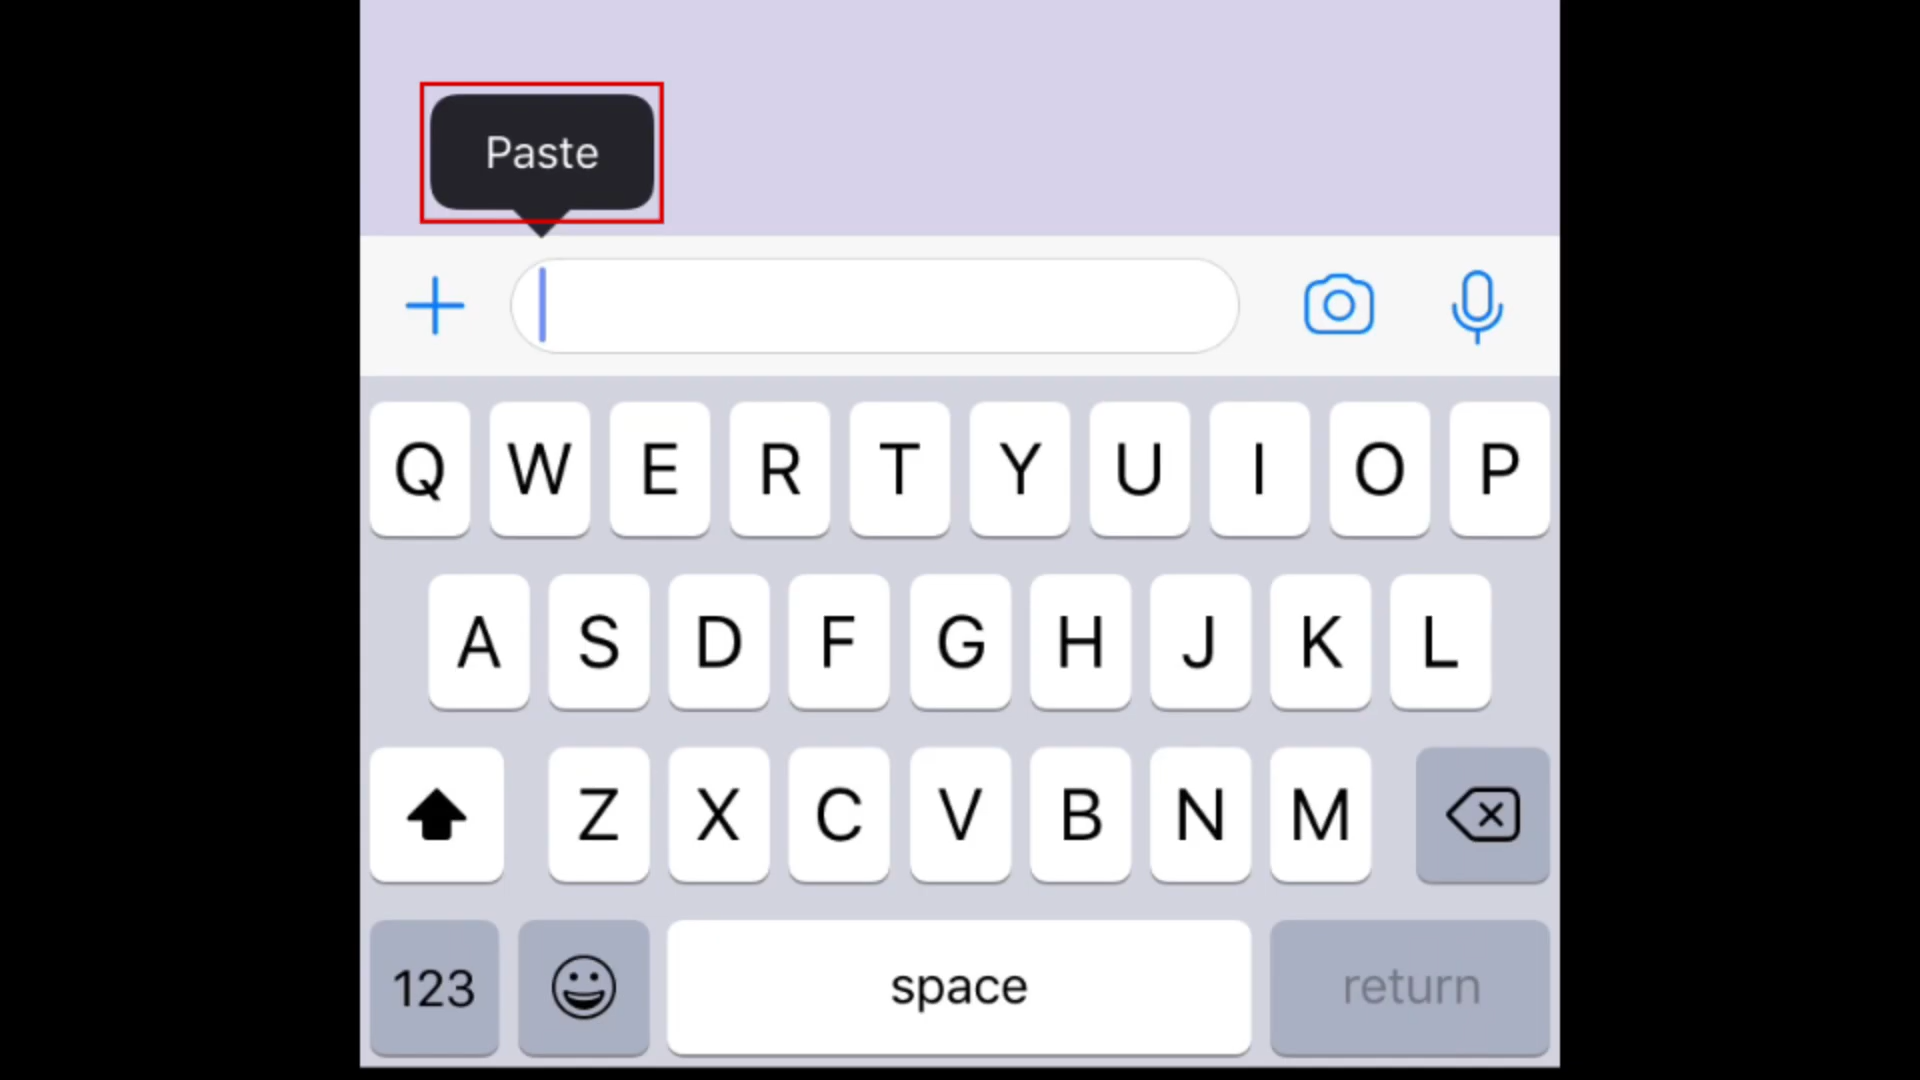 Paste
Q W E R T Y U I O P
A S D F G H J K L
Z X C V B N M
123 space return